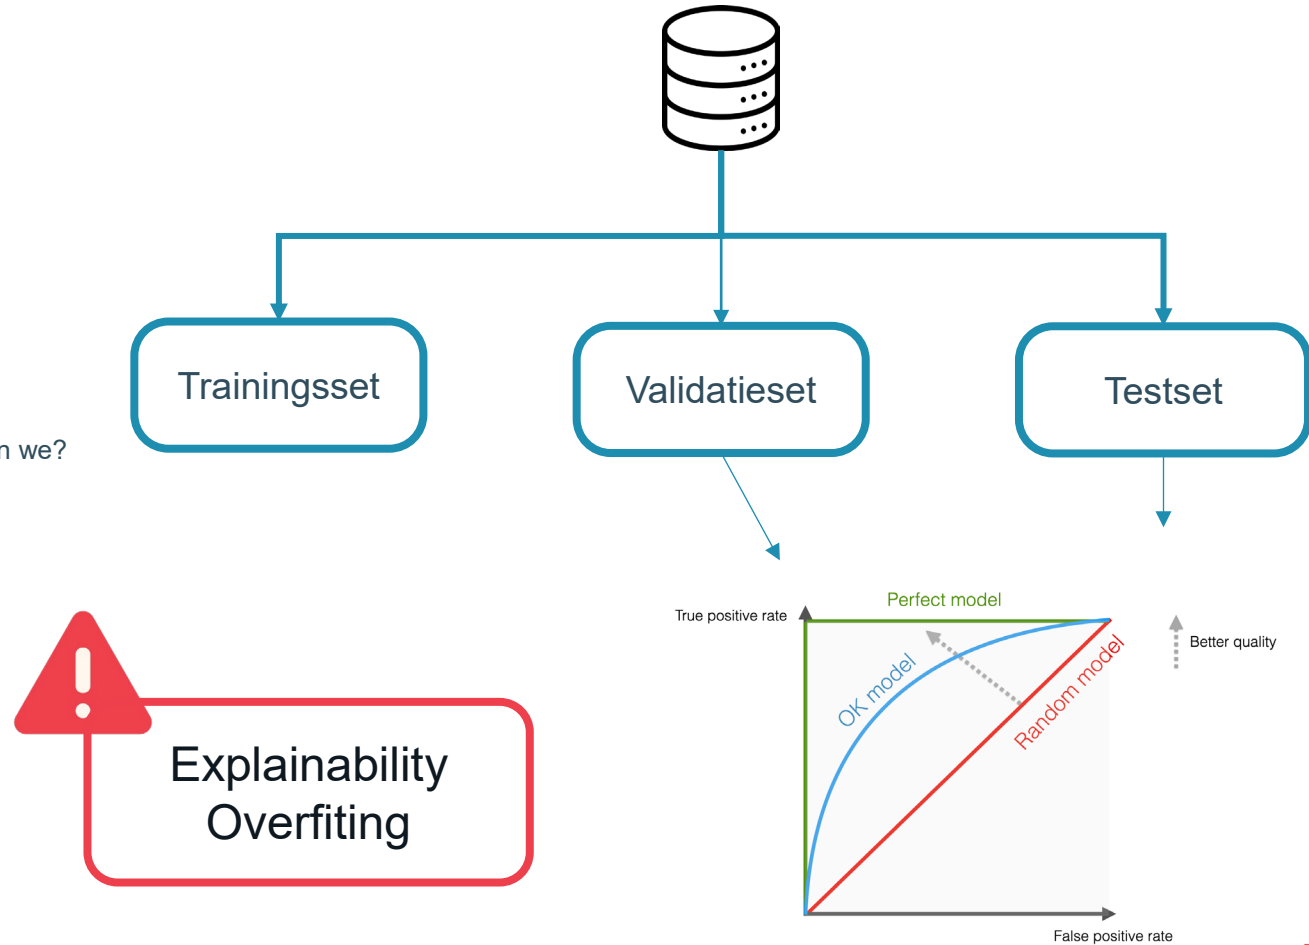 Trainingsset
Validatieset
Testset
we?
Explainability
Overfiting
True positive rate
Perfect model
OK model
Random model
Better quality
False positive rate